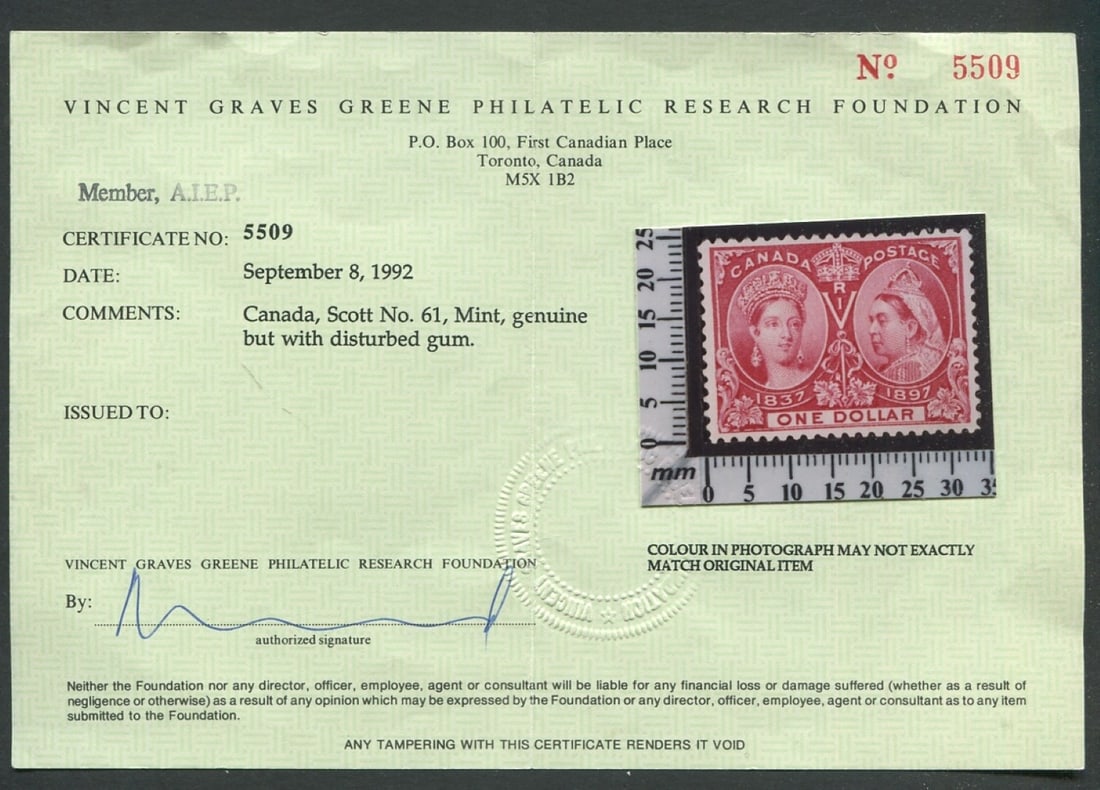 Nº 5509
VINCENT GRAVES GREENE PHILATELIC RESEARCH FOUNDATION
P.O. Box 100, First Canadian Place
Toronto, Canada
M5X 1B2
Member, A.I.E.P.
CERTIFICATE NO: 5509
DATE: September 8, 1992
COMMENTS: Canada, Scott No. 61, Mint, genuine
but with disturbed gum.
ISSUED TO:
25
20
15
10
5
0
mm
0 5 10 15 20 25 30
CANADA POSTAGE
R
V I
1837 1897
ONE DOLLAR
COLOUR IN PHOTOGRAPH MAY NOT EXACTLY
MATCH ORIGINAL ITEM
VINCENT GRAVES GREENE PHILATELIC RESEARCH FOUNDATION
By:
authorized signature
Neither the Foundation nor any director, officer, employee, agent or consultant will be liable for any financial loss or damage suffered (whether as a result of
negligence or otherwise) as a result of any opinion which may be expressed by the Foundation or any director, officer, employee, agent or consultant as to any item
submitted to the Foundation.
ANY TAMPERING WITH THIS CERTIFICATE RENDERS IT VOID